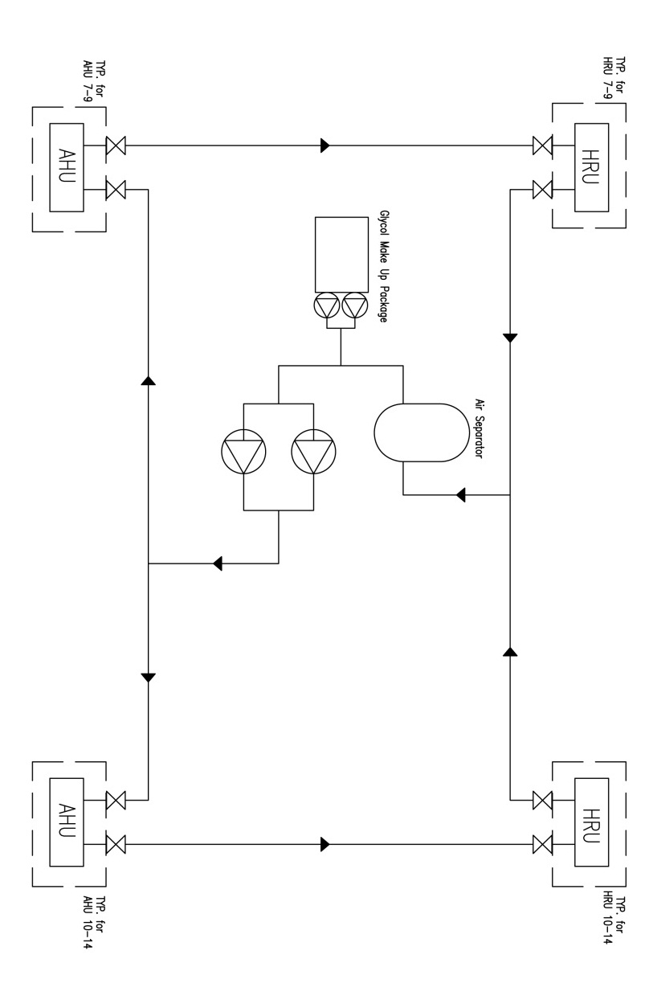 TYP. for
HRU 7-9
HRU
TYP. for
HRU 10-14
HRU
Air Separator
Glycol Make Up Package
TYP. for
AHU 7-9
AHU
TYP. for
AHU 10-14
AHU